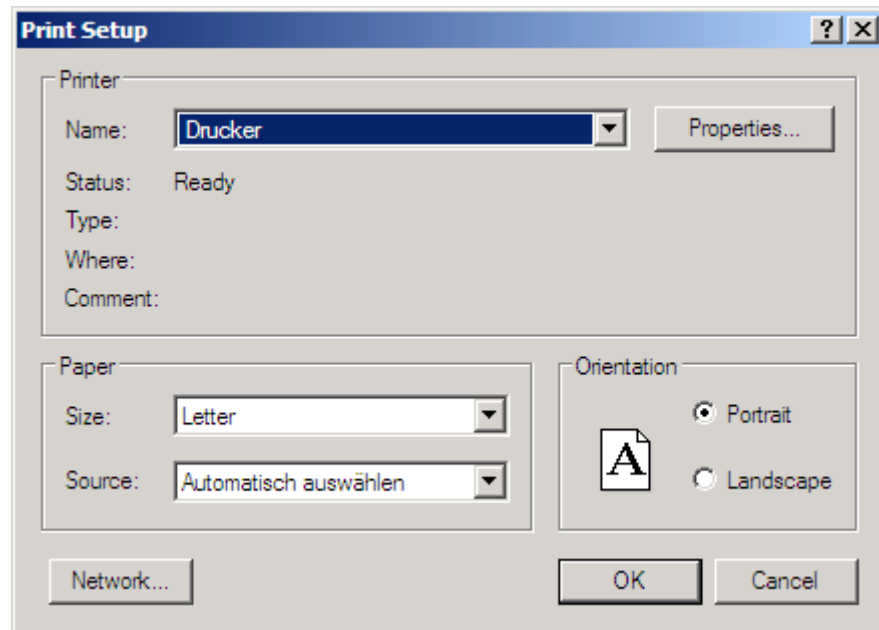 Print Setup
Printer
Name: Drucker Properties...
Status: Ready
Type:
Where:
Comment:
Paper
Size: Letter
Source: Automatisch auswählen
Orientation
A
Portrait
Landscape
Network... OK Cancel